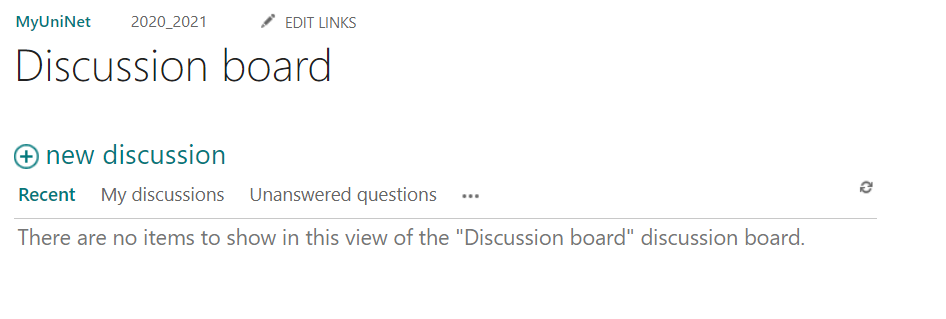 MyUniNet 2020_2021 EDIT LINKS
Discussion board
new discussion
Recent My discussions Unanswered questions ...
There are no items to show in this view of the "Discussion board" discussion board.